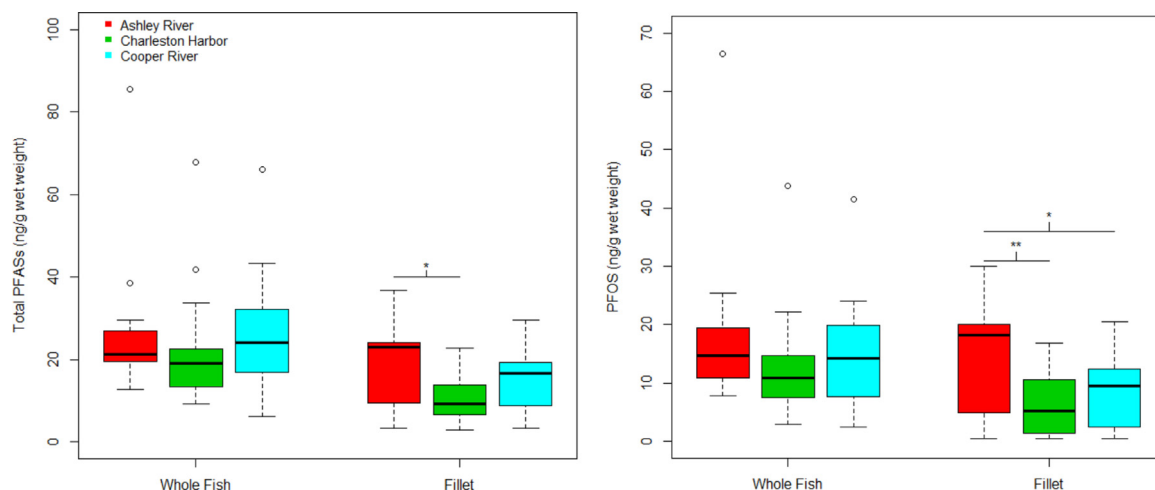 Total PFASs (ng/g wet weight)
100
80
60
40
20
0
Ashley River
Charleston Harbor
Cooper River
*
Whole Fish
Fillet
PFOS (ng/g wet weight)
70
60
50
40
30
20
10
0
*
**
Whole Fish
Fillet